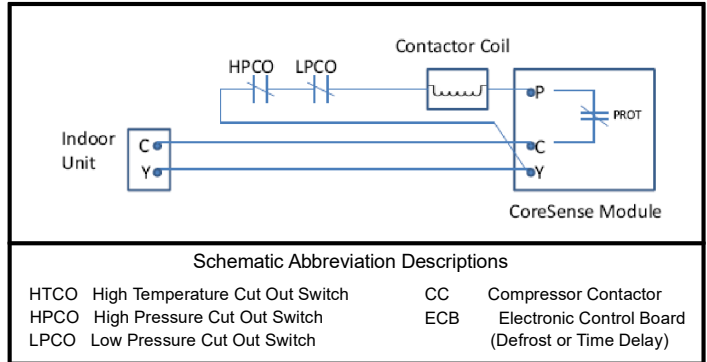 Contactor Coil
HPCO LPCO
P
PROT
Indoor
Unit
C
C
Y
Y
CoreSense Module
Schematic Abbreviation Descriptions
HTCO High Temperature Cut Out Switch
HPCO High Pressure Cut Out Switch
LPCO Low Pressure Cut Out Switch
CC Compressor Contactor
ECB Electronic Control Board
(Defrost or Time Delay)